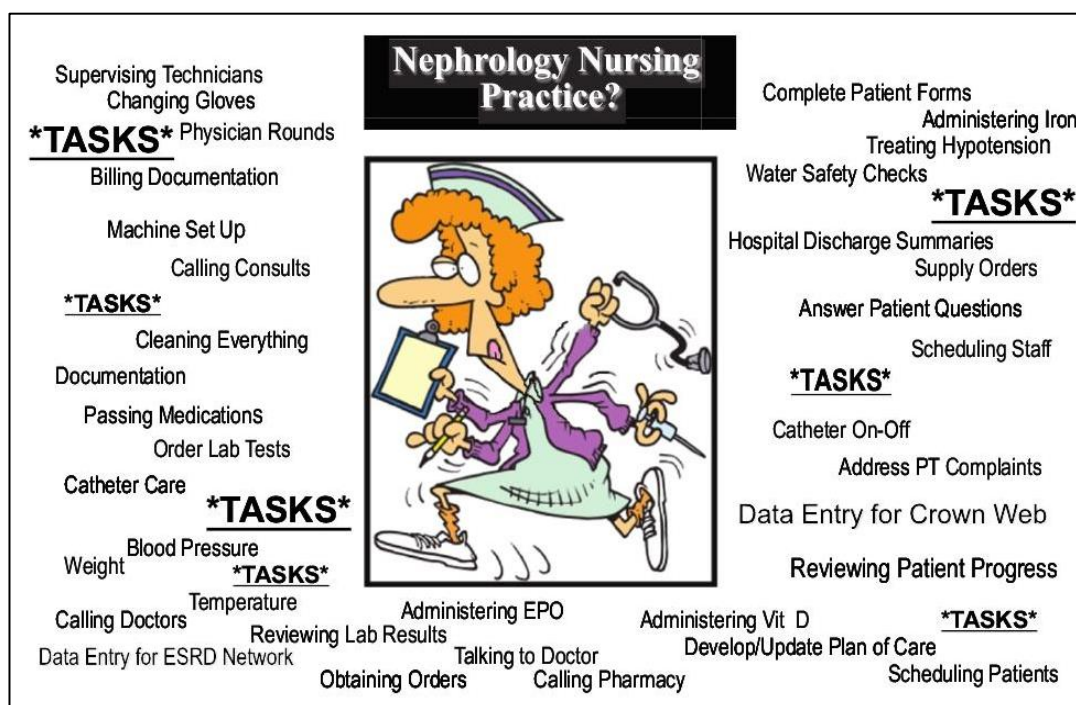 Nephrology Nursing
Practice?
Supervising Technicians
Changing Gloves
*TASKS*
Physician Rounds
Billing Documentation
Machine Set Up
Calling Consults
*TASKS*
Cleaning Everything
Documentation
Passing Medications
Order Lab Tests
Catheter Care
*TASKS*
Blood Pressure
Weight
*TASKS*
Temperature
Calling Doctors
Reviewing Lab Results
Data Entry for ESRD Network
Administering EPO
Talking to Doctor
Obtaining Orders
Calling Pharmacy
Complete Patient Forms
Administering Iron
Treating Hypotension
Water Safety Checks
*TASKS*
Hospital Discharge Summaries
Supply Orders
Answer Patient Questions
Scheduling Staff
*TASKS*
Catheter On-Off
Address PT Complaints
Data Entry for Crown Web
Reviewing Patient Progress
Administering Vit D
*TASKS*
Develop/Update Plan of Care
Scheduling Patients